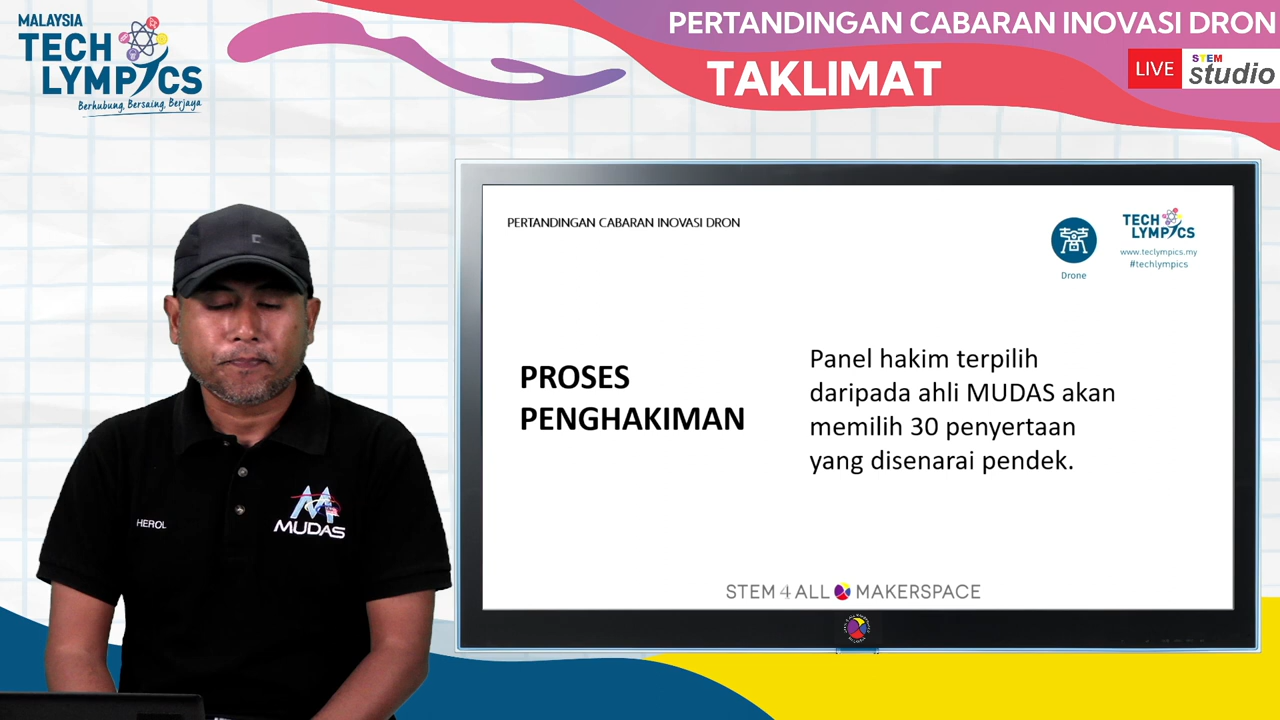 MALAYSIA
TECH
LYMPICS
Berhubung, Bersaing, Berjaya
PERTANDINGAN CABARAN INOVASI DRON
TAKLIMAT
LIVE
STEM
studio
PERTANDINGAN CABARAN INOVASI DRON
Drone
TECH
LYMPICS
www.teclympics.my
#techlympics
PROSES
PENGHAKIMAN
Panel hakim terpilih
daripada ahli MUDAS akan
memilih 30 penyertaan
yang disenarai pendek.
STEM 4 ALL MAKERSPACE
HEROL
MUDAS